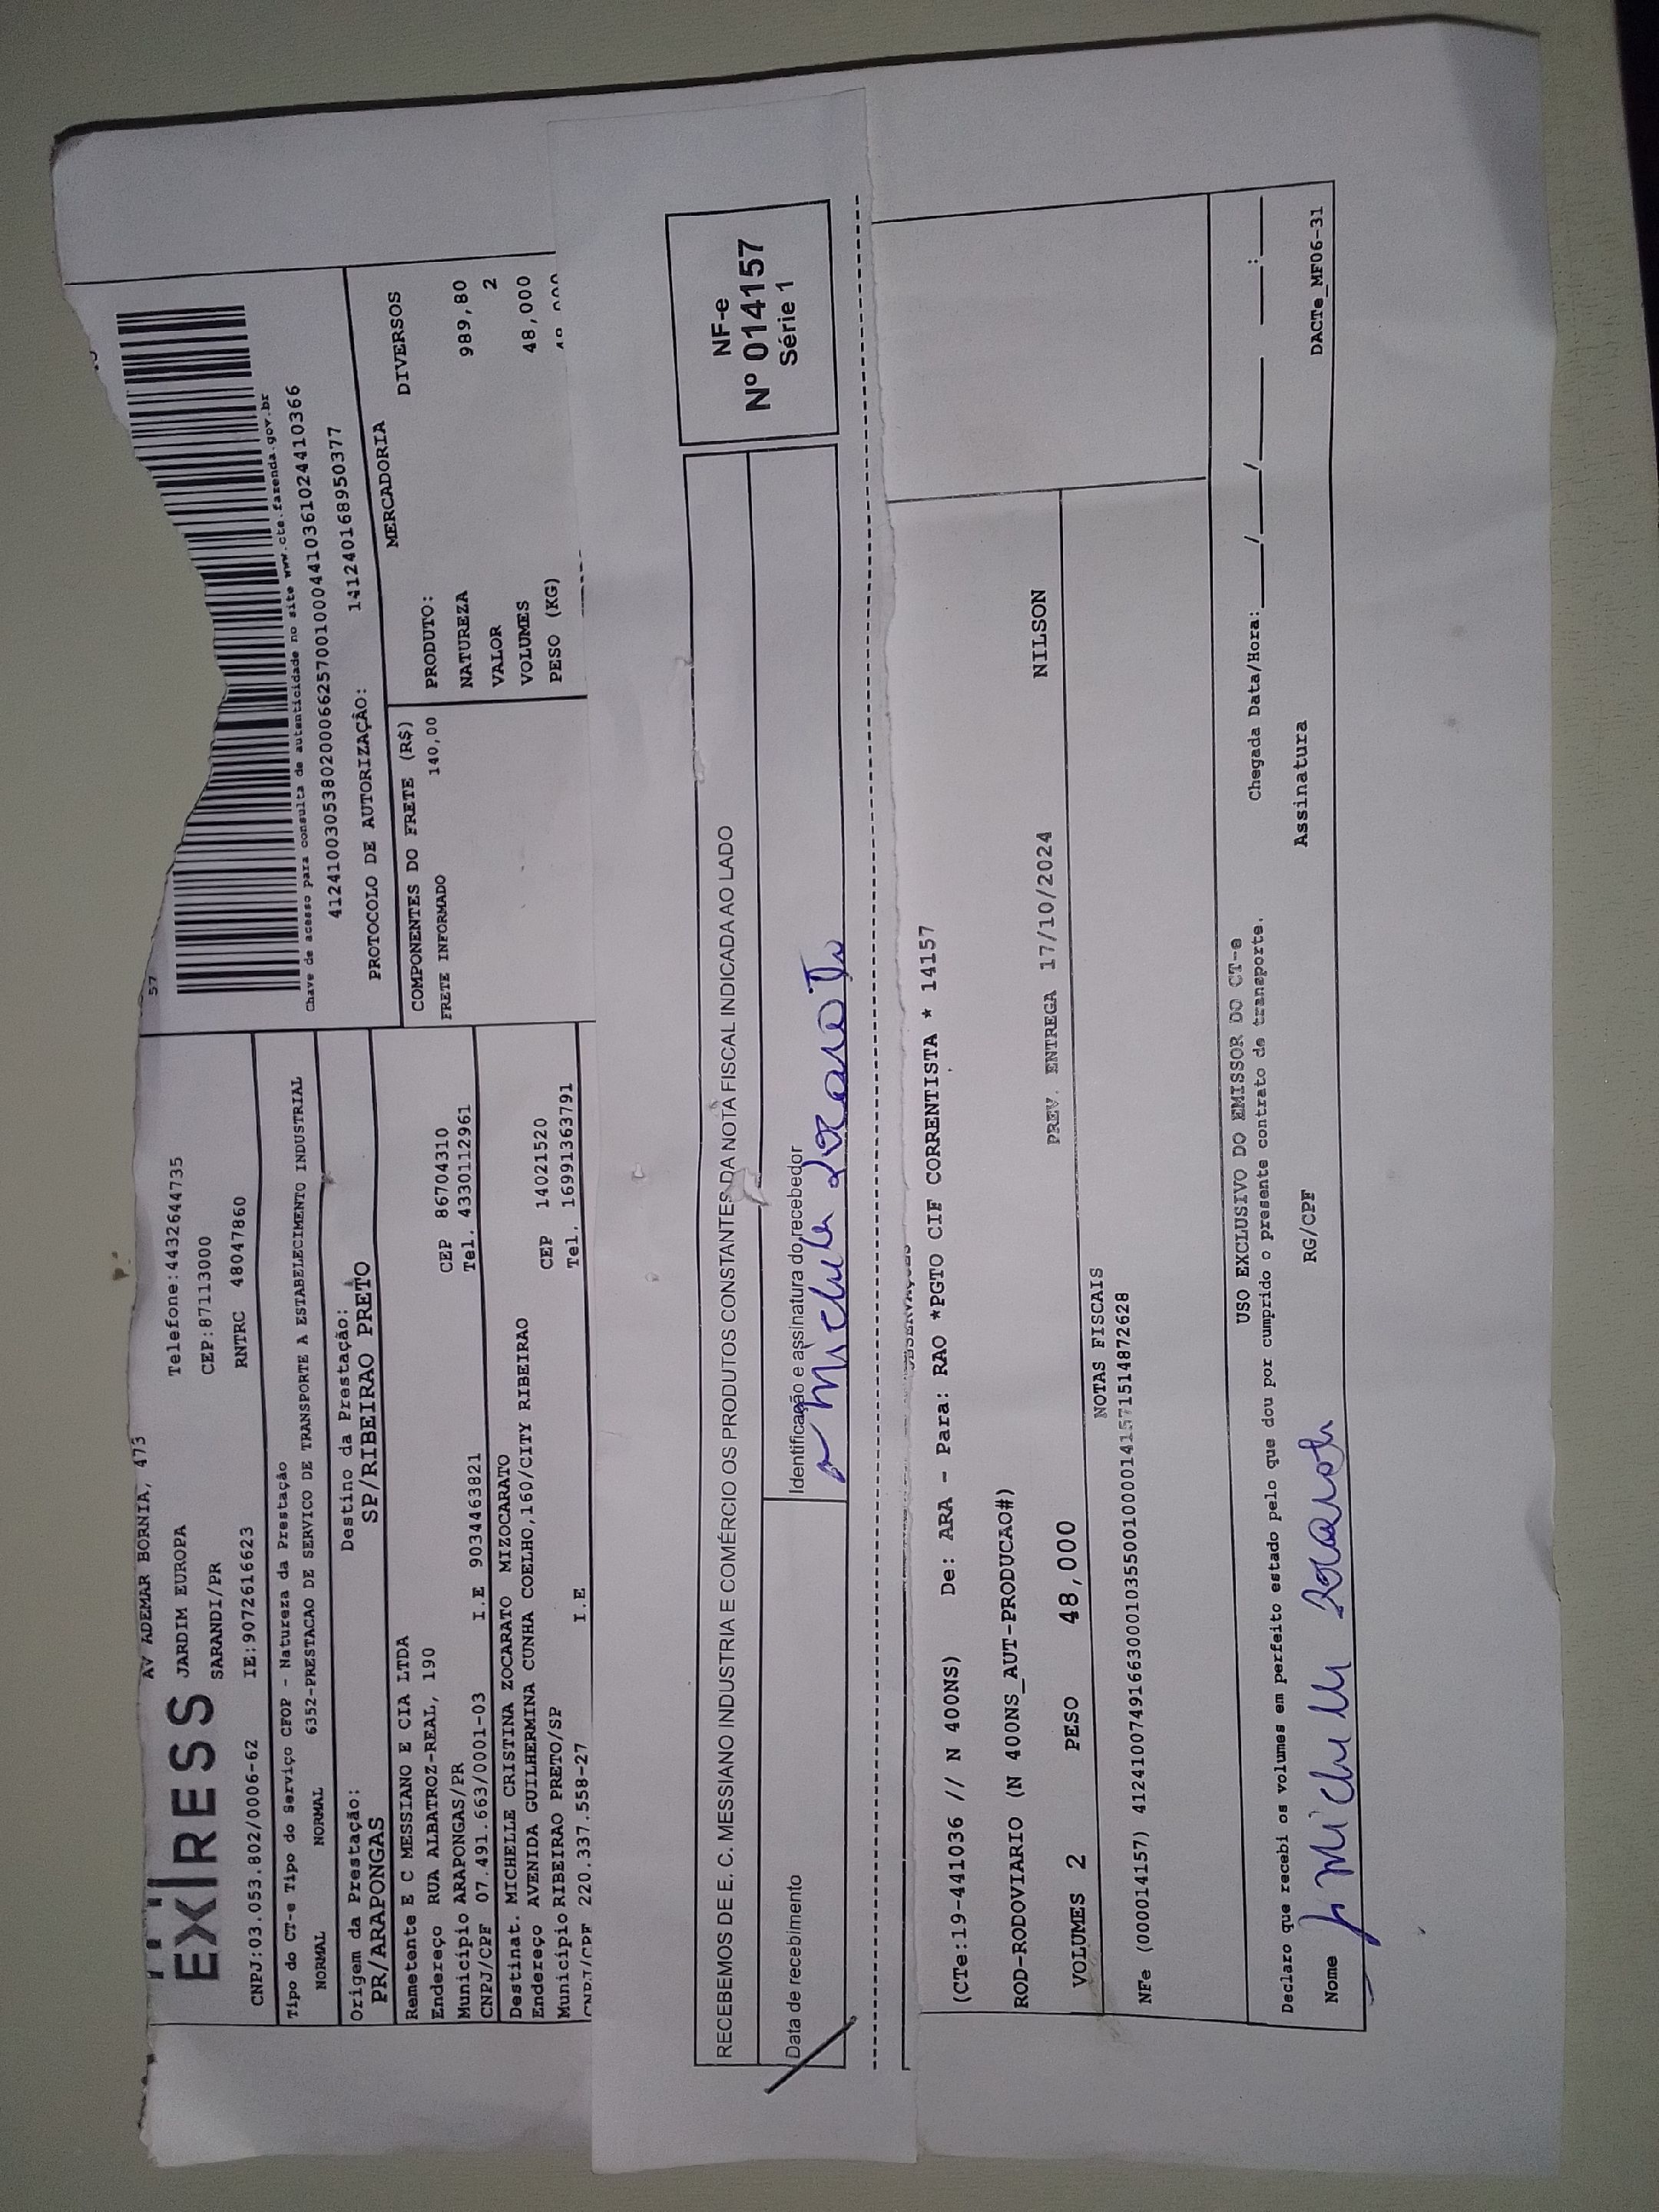 EX|RESS
AV ADEMAR BORNIA, 473
JARDIM EUROPA Telefone:4432644735
SARANDI/PR CEP:87113000
CNPJ:03.053.802/0006-62 IE:9072616623 RNTRC 48047860
Tipo do CT-e Tipo do Serviço CFOP - Natureza da Prestação
NORMAL NORMAL 6352-PRESTACAO DE SERVICO DE TRANSPORTE A ESTABELECIMENTO INDUSTRIAL
Origem da Prestação: Destino da Prestação:
PR/ARAPONGAS SP/RIBEIRAO PRETO
Remetente E C MESSIANO E CIA LTDA
Endereço RUA ALBATROZ-REAL, 190
Município ARAPONGAS/PR CEP 86704310
CNPJ/CPF 07.491.663/0001-03 I.E 9034463821 Tel. 4330112961
Destinat. MICHELLE CRISTINA ZOCARATO MIZOCARATO
Endereço AVENIDA GUILHERMINA CUNHA COELHO,160/CITY RIBEIRAO
Município RIBEIRAO PRETO/SP CEP 14021520
CNPJ/CPF 220.337.558-27 I.E Tel. 16991363791
57
Chave de acesso para consulta de autenticidade no site www.cte.fazenda.gov.br
41241003053802000662570010004410361024410366
PROTOCOLO DE AUTORIZAÇÃO: 141240168950377
COMPONENTES DO FRETE (R$)
FRETE INFORMADO 140,00
MERCADORIA
PRODUTO: DIVERSOS
NATUREZA
VALOR 989,80
VOLUMES 2
PESO (KG) 48,000
RECEBEMOS DE E. C. MESSIANO INDUSTRIA E COMÉRCIO OS PRODUTOS CONSTANTES DA NOTA FISCAL INDICADA AO LADO
Data de recebimento
Identificação e assinatura do recebedor
NF-e
Nº 014157
Série 1
(CTe:119-441036 // N 400NS) De: ARA - Para: RAO *PGTO CIF CORRENTISTA * 14157
ROD-RODOVIARIO (N 400NS_AUT-PRODUCAO#)
VOLUMES 2 PESO 48,000 PREV. ENTREGA 17/10/2024 NILSON
NOTAS FISCAIS
NFe (00014157) 41241007491663000103550010000141571514872628
USO EXCLUSIVO DO EMISSOR DO CT-e
Declaro que recebi os volumes em perfeito estado pelo que dou por cumprido o presente contrato de transporte. Chegada Data/Hora:___/___/___ ___:___
Nome RG/CPF Assinatura
DACTe_MF06-31